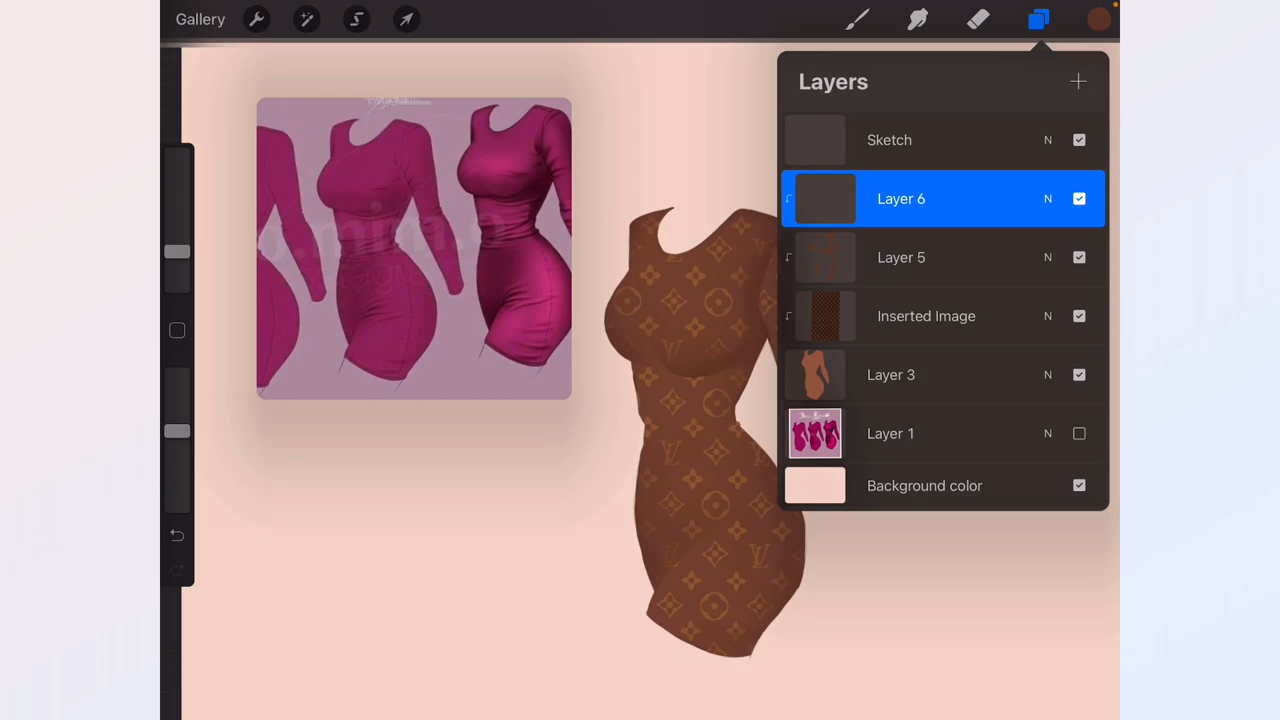 Gallery
Layers
Sketch N
Layer 6 N
Layer 5 N
Inserted Image N
Layer 3 N
Layer 1 N
Background color